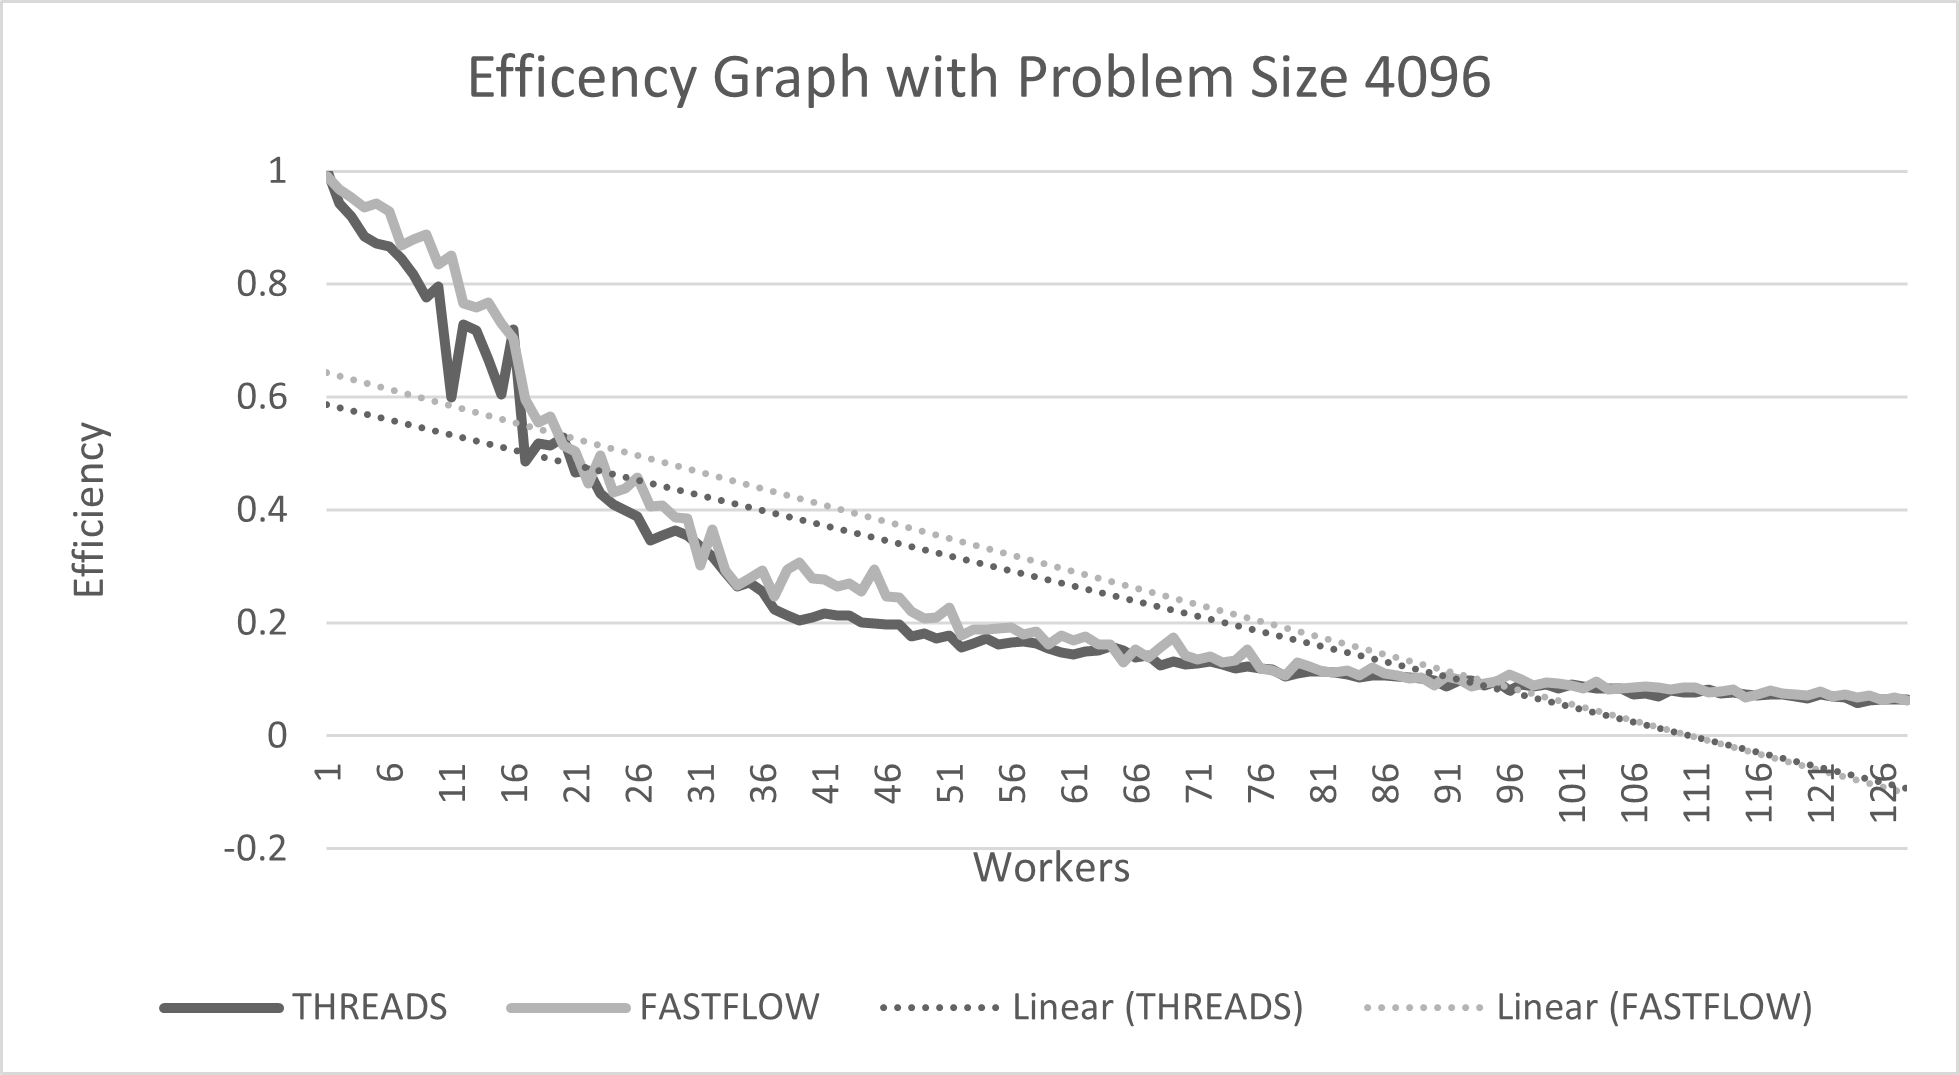 Efficency Graph with Problem Size 4096
1
0.8
0.6
0.4
0.2
0
-0.2
Efficiency
1 6 11 16 21 26 31 36 41 46 51 56 61 66 71 76 81 86 91 96 101 106 111 116 121 126
Workers
THREADS FASTFLOW Linear (THREADS) Linear (FASTFLOW)